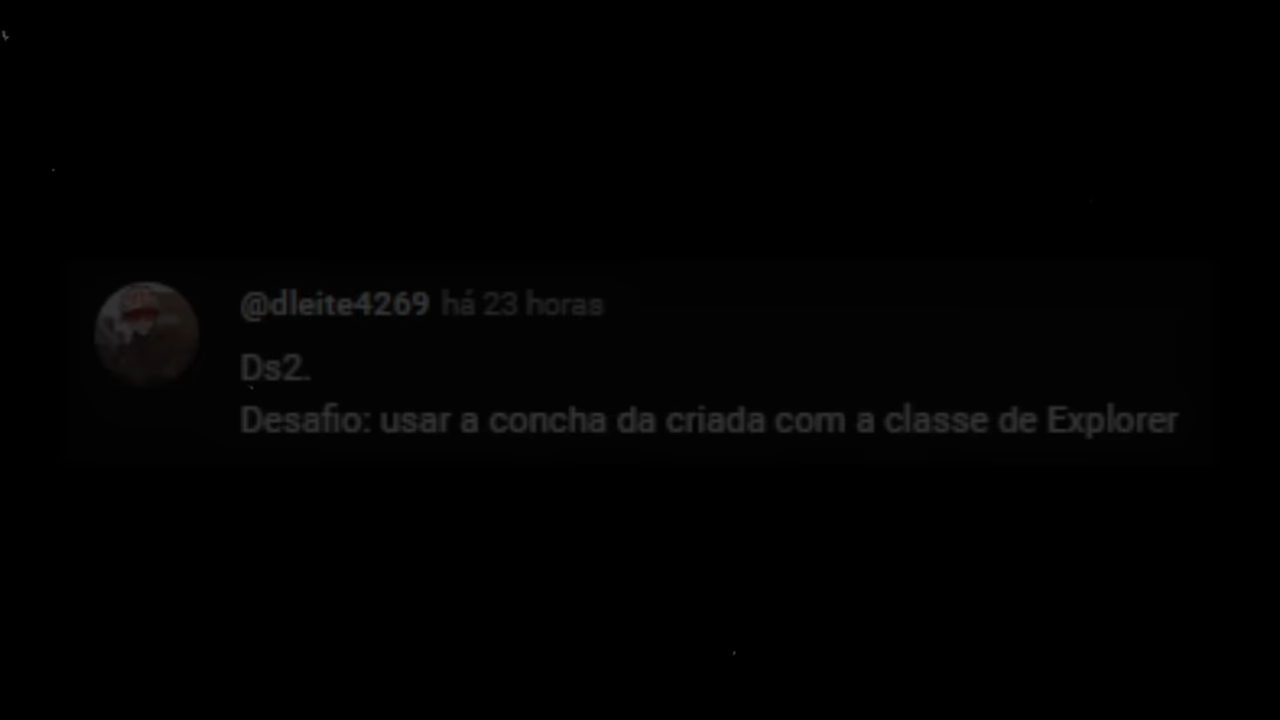 @dleite4269 há 23 horas
Ds2.
Desafio: usar a concha da criada com a classe de Explorer